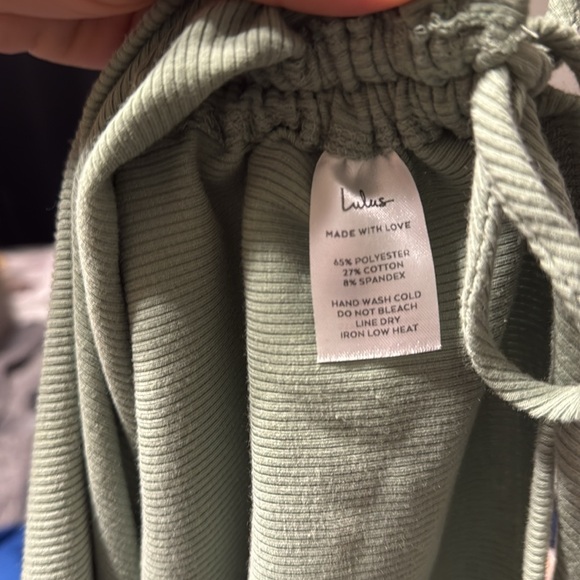 Lulus
MADE WITH LOVE
65% POLYESTER
27% COTTON
8% SPANDEX
HAND WASH COLD
DO NOT BLEACH
LINE DRY
IRON LOW HEAT